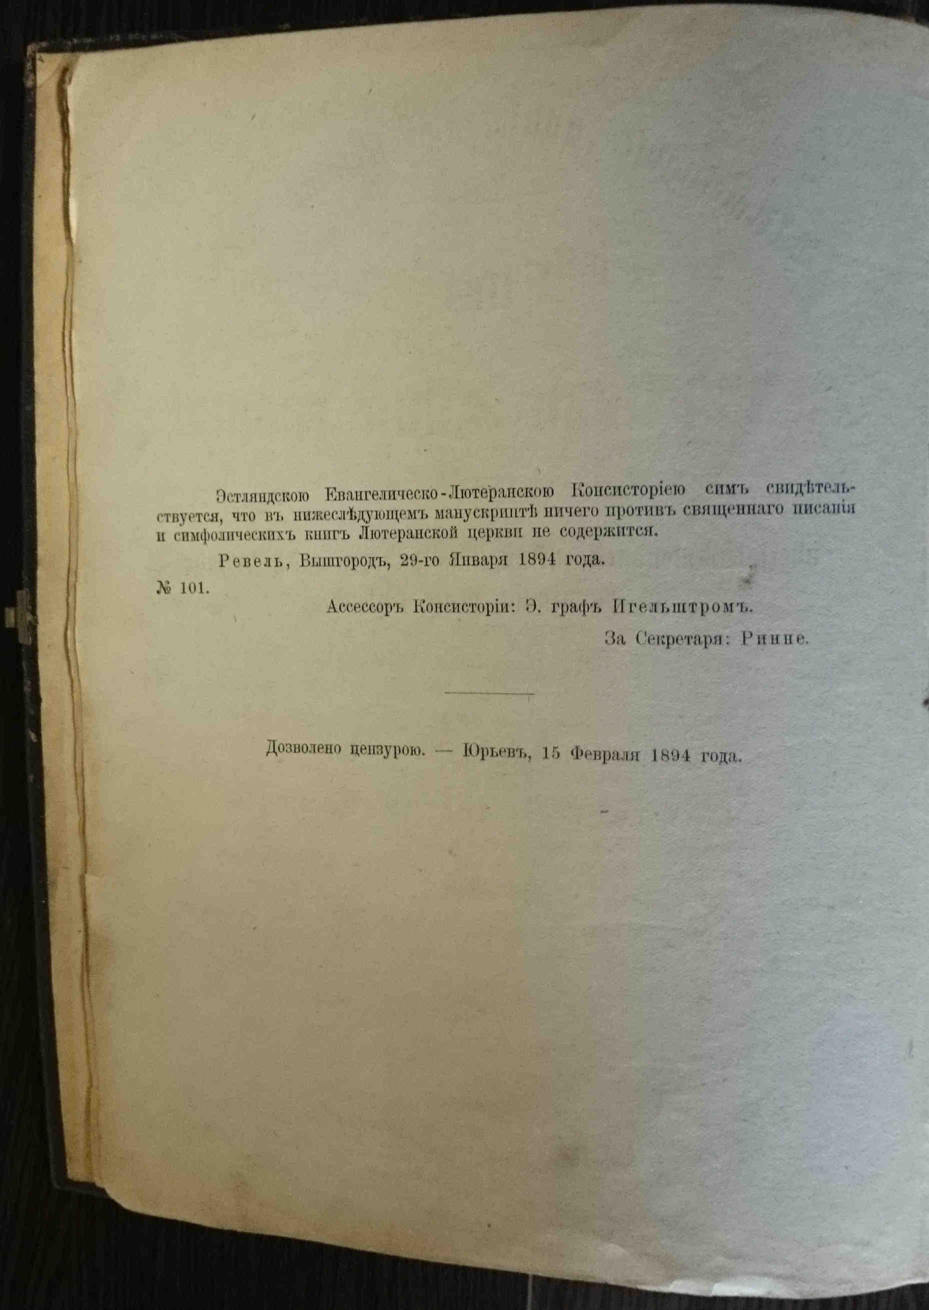 Эстляндскою Евангелическо-Лютеранскою Консисторіею симъ свидѣтель-
ствуется, что въ нижеслѣдующемъ манускриптѣ ничего противъ священнаго писанія
и симфолическихъ книгъ Лютеранской церкви не содержится.
Ревель, Вышгородъ, 29-го Января 1894 года.
№ 101.
Ассессоръ Консисторіи: Э. графъ Игельштромъ.
За Секретаря: Ринне.
Дозволено цензурою. — Юрьевъ, 15 Февраля 1894 года.